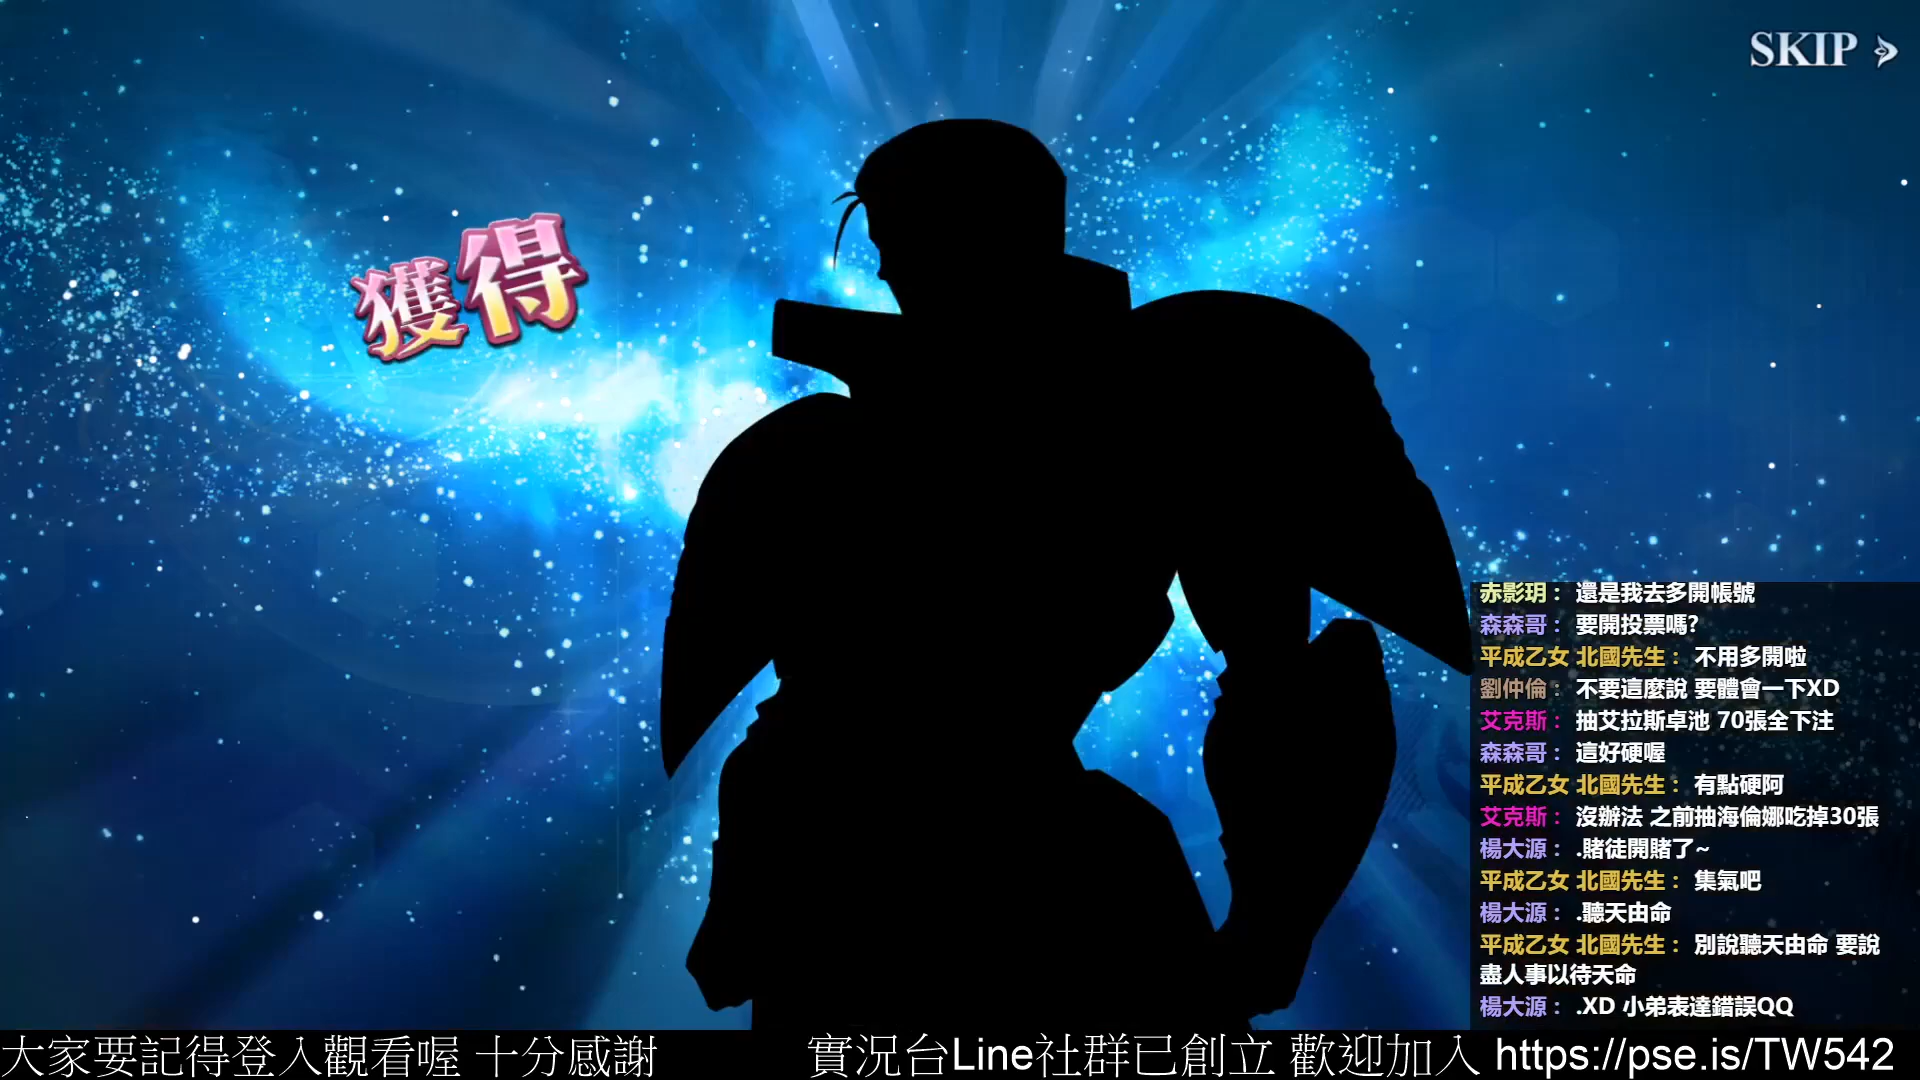 SKIP
獲得
赤影玥： 還是我去多開帳號
森森哥： 要開投票嗎?
平成乙女 北國先生： 不用多開啦
劉仲倫： 不要這麼說 要體會一下XD
艾克斯： 抽艾拉斯卓池 70張全下注
森森哥： 這好硬喔
平成乙女 北國先生： 有點硬阿
艾克斯： 沒辦法 之前抽海倫娜吃掉30張
楊大源： .賭徒開賭了~
平成乙女 北國先生： 集氣吧
楊大源： .聽天由命
平成乙女 北國先生： 別說聽天由命 要說
盡人事以待天命
楊大源： .XD 小弟表達錯誤QQ
大家要記得登入觀看喔 十分感謝 實況台Line社群已創立 歡迎加入 https://pse.is/TW542